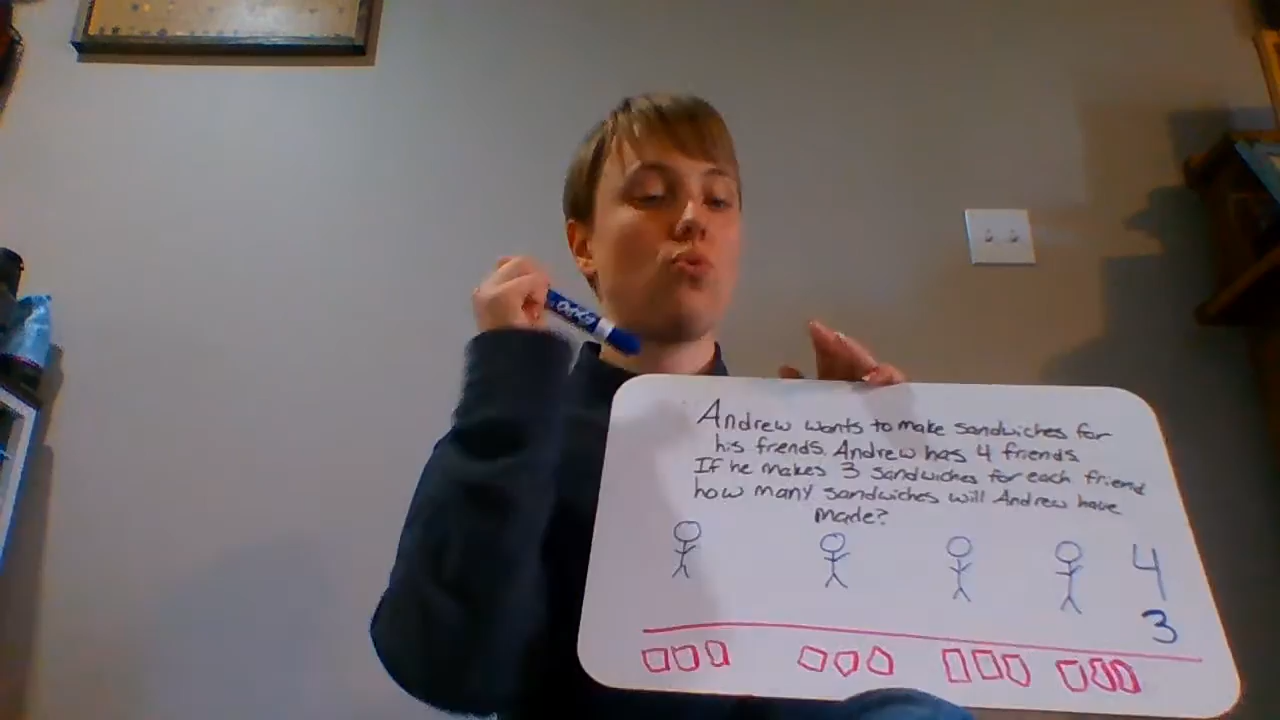 Andrew wants to make sandwiches for
his friends. Andrew has 4 friends
If he makes 3 sandwiches for each friend
how many sandwiches will Andrew have
made?
4
3
EXPO